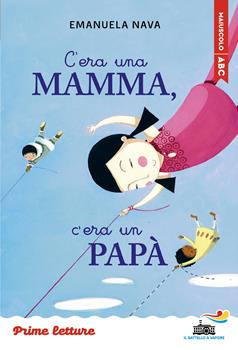 EMANUELA NAVA
MAIUSCOLO
ABC
C'era una
MAMMA,
c'era un
PAPÀ
Prime letture
IL BATTELLO A VAPORE